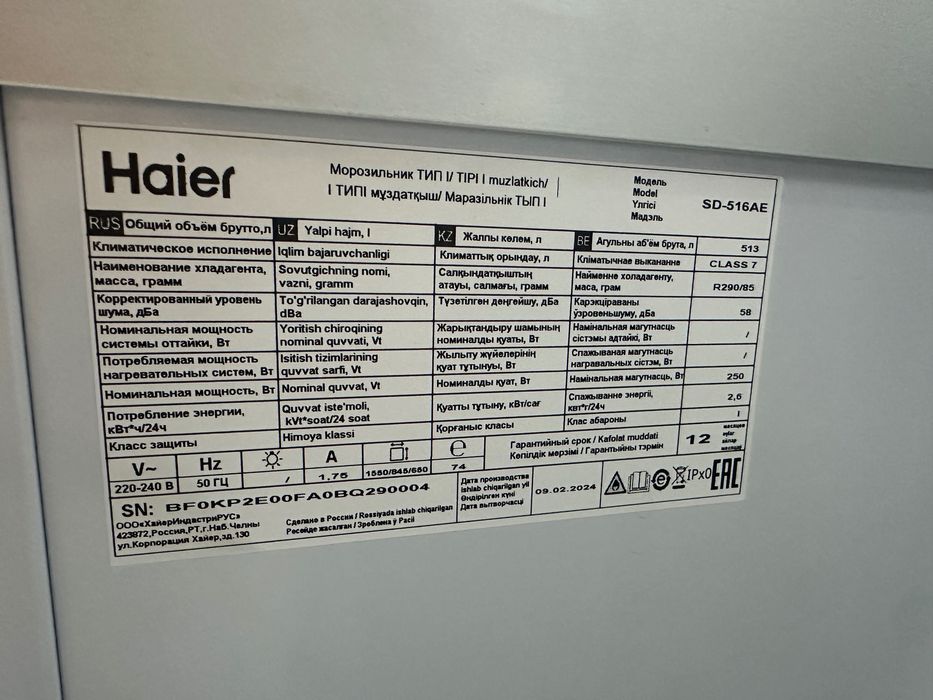 Haier
Морозильник ТИП I/ TIPI I muzlatkich/
I ТИПІ мұздатқыш/ Маразільнік ТЫП I
Модель
Model
Үлгісі
Мадэль
SD-516AE
RUS Общий объём брутто,л UZ Yalpi hajm, l KZ Жалпы көлем, л BE Агульны аб'ём брута, л 513
Климатическое исполнение Iqlim bajaruvchanligi Климаттық орындау, л Кліматычнае выкананне CLASS 7
Наименование хладагента, масса, грамм Sovutgichning nomi, vazni, gramm Салқындатқыштың атауы, салмағы, грамм Найменне холадагенту, маса, грам R290/85
Корректированный уровень шума, дБа To'g'rilangan darajashovqin, dBa Түзетілген деңгейшу, дБа Карэкціраваны ўзровеньшуму, дБа 58
Номинальная мощность системы оттайки, Вт Yoritish chiroqining nominal quvvati, Vt Жарықтандыру шамының номиналды қуаты, Вт Намінальная магутнасць сістэмы адтайкі, Вт /
Потребляемая мощность нагревательных систем, Вт Isitish tizimlarining quvvat sarfi, Vt Жылыту жүйелерінің қуат тұтынуы, Вт Спажываная магутнасць награвальных сістэм, Вт /
Номинальная мощность, Вт Nominal quvvat, Vt Номиналды қуат, Вт Намінальная магутнасць, Вт 250
Потребление энергии, кВт*ч/24ч Quvvat iste'moli, kVt*soat/24 soat Қуатты тұтыну, кВт/сағ Спажыванне энергіі, квт*г/24ч 2,6
Класс защиты Himoya klassi Қорғаныс класы Клас абароны I
V~ Hz A e
220-240 В 50 ГЦ / 1,75 1550/845/650 74
Гарантийный срок / Kafolat muddati
Кепілдік мерзімі / Гарантыйны тэрмін
12 месяцев
oylar
айлар
месяцаў
SN: BF0KP2E00FA0BQ290004
ООО«ХайерИндастриРУС»
423872,Россия,РТ,г.Наб.Челны
ул.Корпорация Хайер,зд.130
Сделано в России / Rossiyada ishlab chiqarilgan
Ресейде жасалған / Зроблена ў Расіі
Дата производства
Ishlab chiqarilgan yil
Өндірілген күні
Дата вытворчасці
09.02.2024
IPx0 EAC